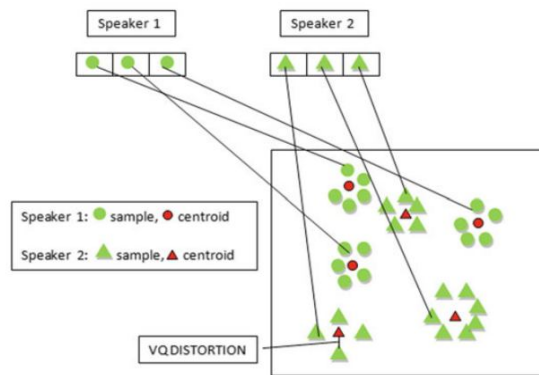 Speaker 1
Speaker 2
Speaker 1: sample, centroid
Speaker 2: sample, centroid
VQ DISTORTION